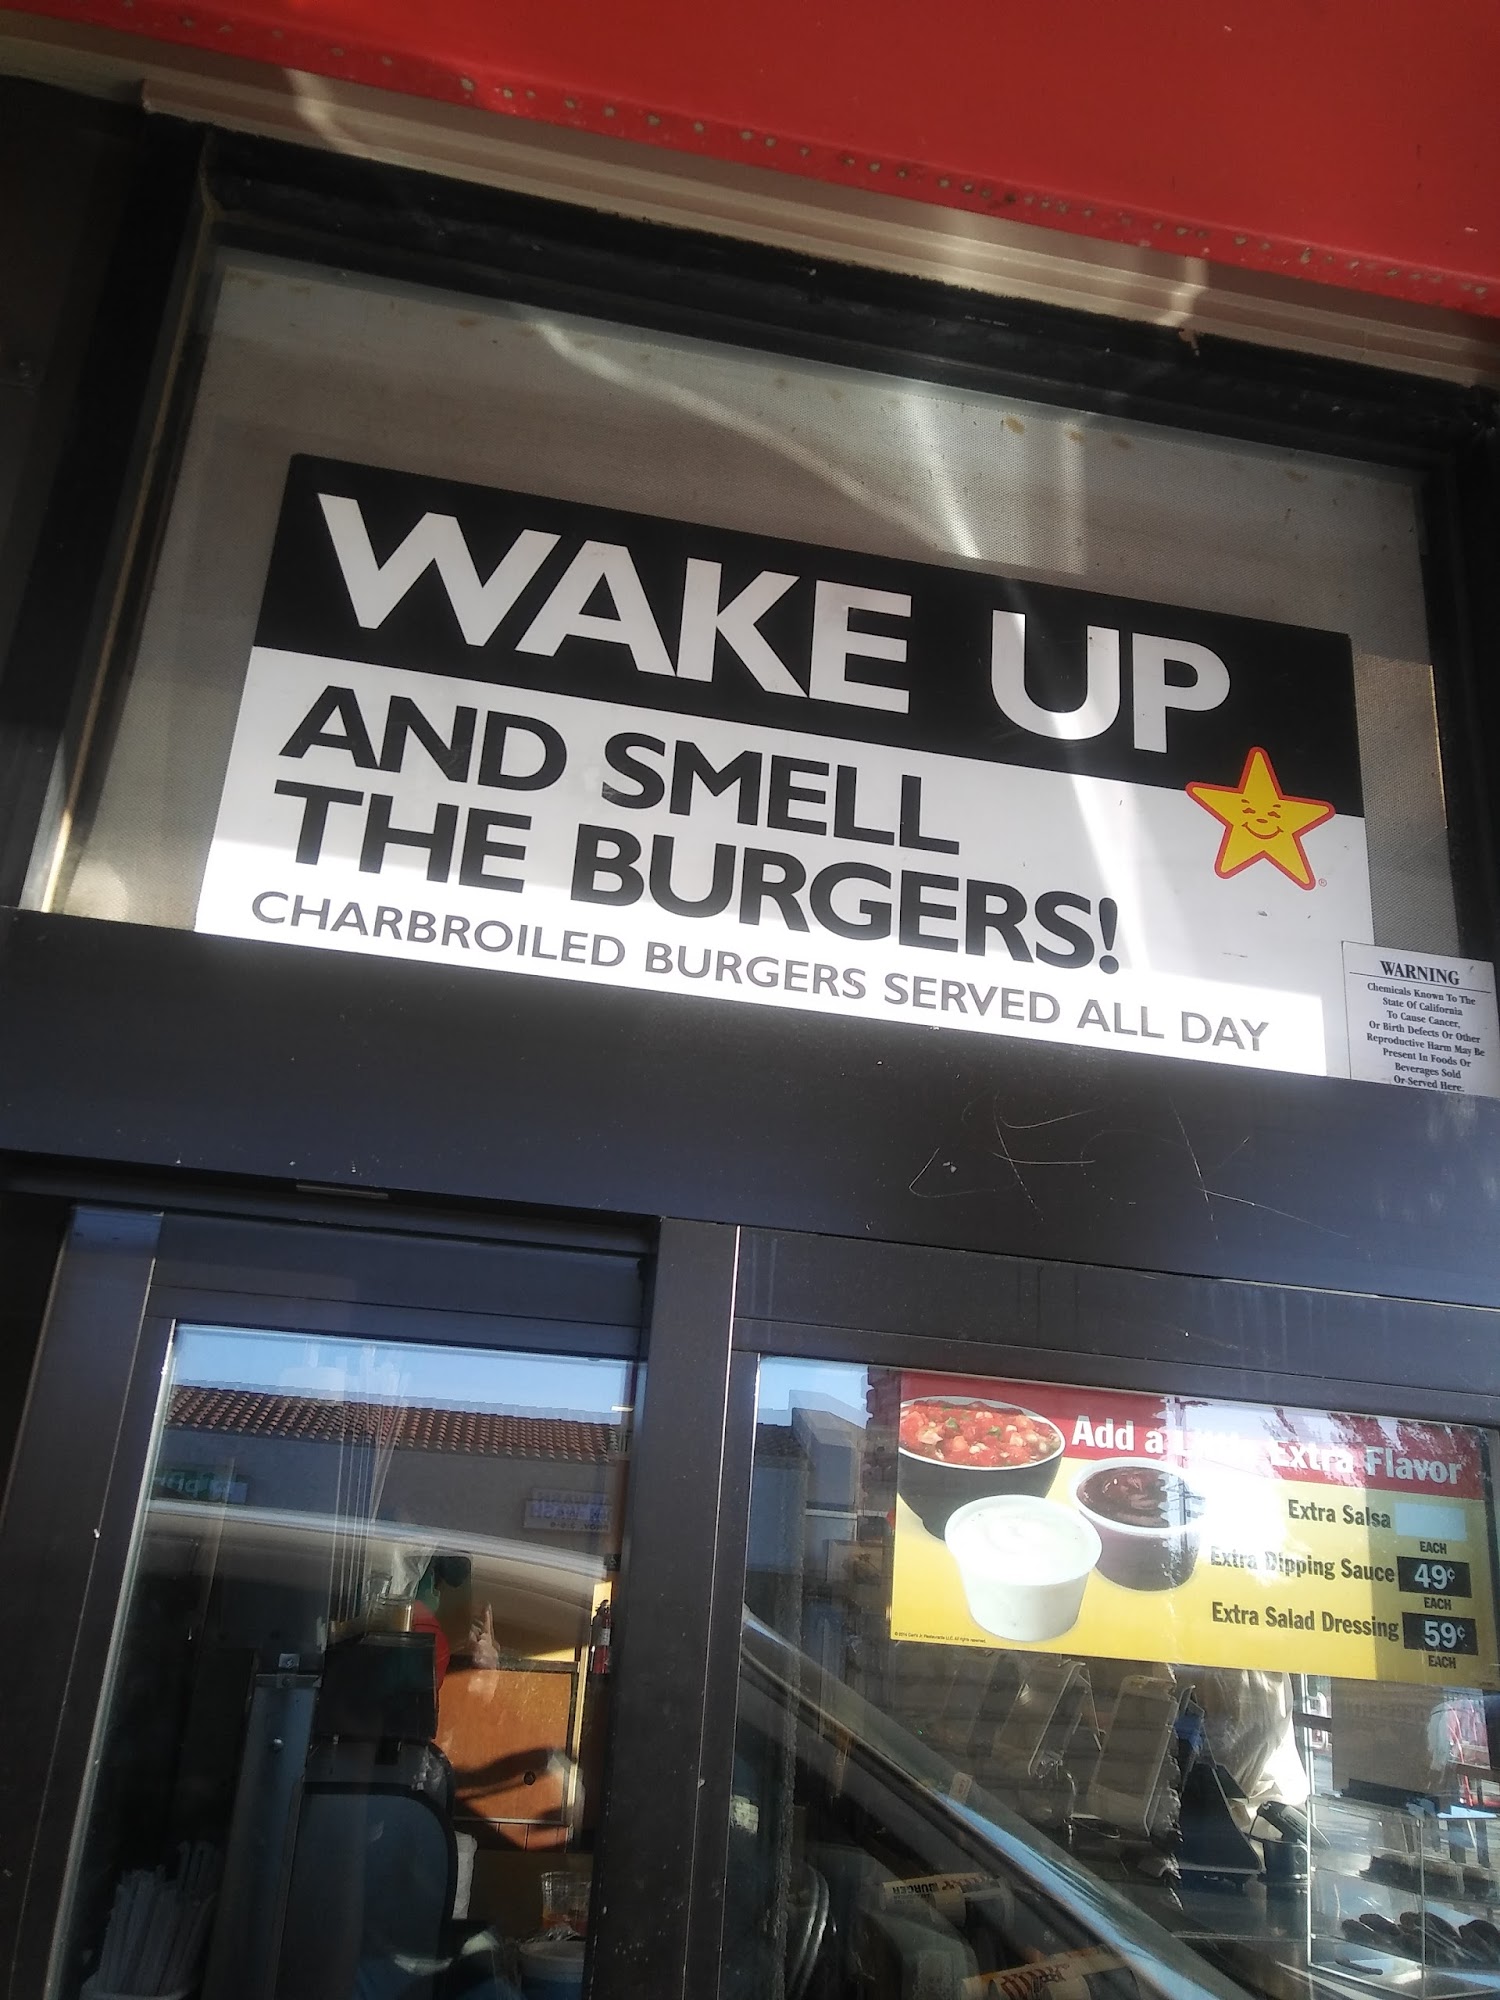 WAKE UP
AND SMELL
THE BURGERS!
CHARBROILED BURGERS SERVED ALL DAY
®
WARNING
Chemicals Known To The
State Of California
To Cause Cancer,
Or Birth Defects Or Other
Reproductive Harm May Be
Present In Foods Or
Beverages Sold
Or Served Here.
Add a Little Extra Flavor
Extra Salsa
EACH
Extra Dipping Sauce 49¢
EACH
Extra Salad Dressing 59¢
EACH
BURGER